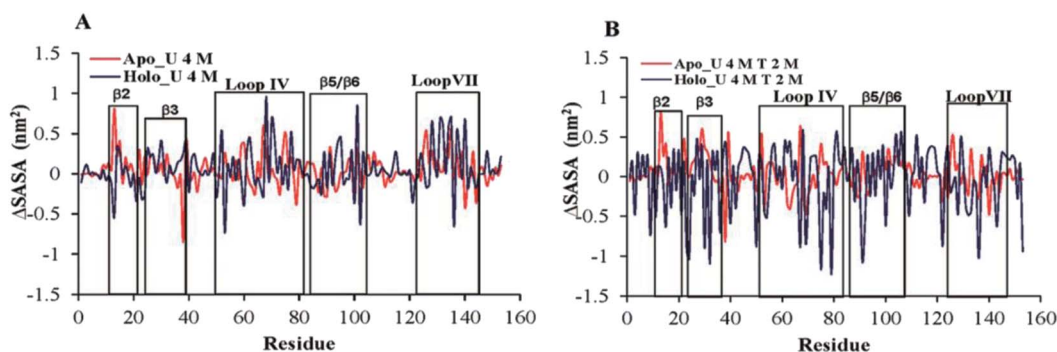 A
Apo_U 4 M
Holo_U 4 M
β2
β3
Loop IV
β5/β6
LoopVII
1.5
1
0.5
0
-0.5
-1
-1.5
ΔSASA (nm²)
0 20 40 60 80 100 120 140 160
Residue
B
Apo_U 4 M T 2 M
Holo_U 4 M T 2 M
β2
β3
Loop IV
β5/β6
LoopVII
1.5
1
0.5
0
-0.5
-1
-1.5
ΔSASA (nm²)
0 20 40 60 80 100 120 140 160
Residue